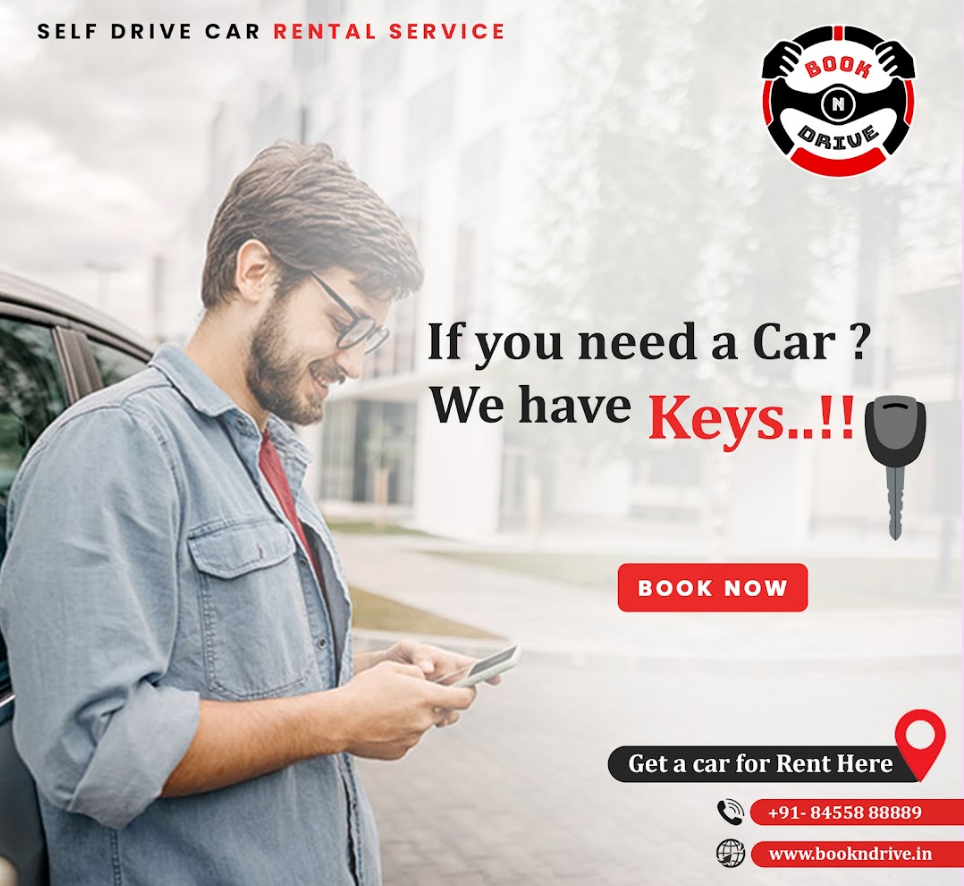 SELF DRIVE CAR RENTAL SERVICE
BOOK
N
DRIVE
If you need a Car ?
We have Keys..!!
BOOK NOW
Get a car for Rent Here
+91- 84558 88889
www.bookndrive.in